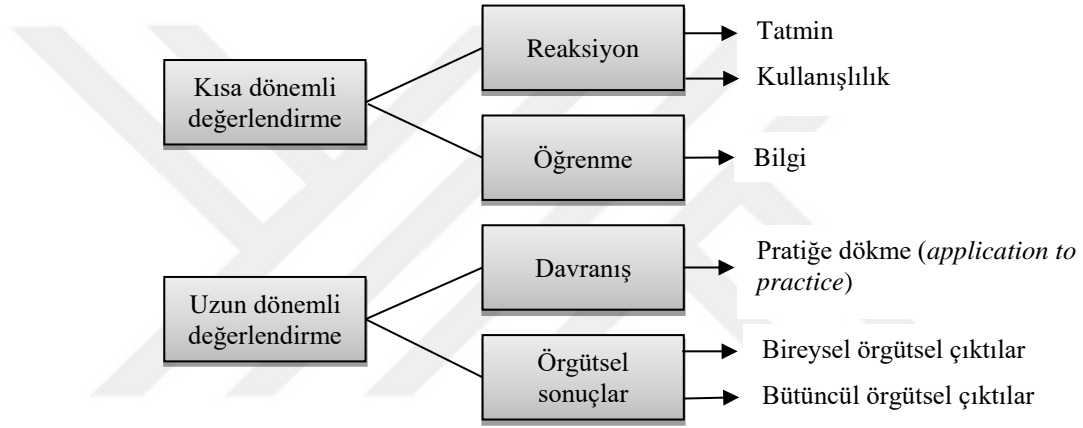 Kısa dönemli
değerlendirme
Reaksiyon
Tatmin
Kullanışlılık
Öğrenme
Bilgi
Uzun dönemli
değerlendirme
Davranış
Pratiğe dökme (application to
practice)
Örgütsel
sonuçlar
Bireysel örgütsel çıktılar
Bütüncül örgütsel çıktılar